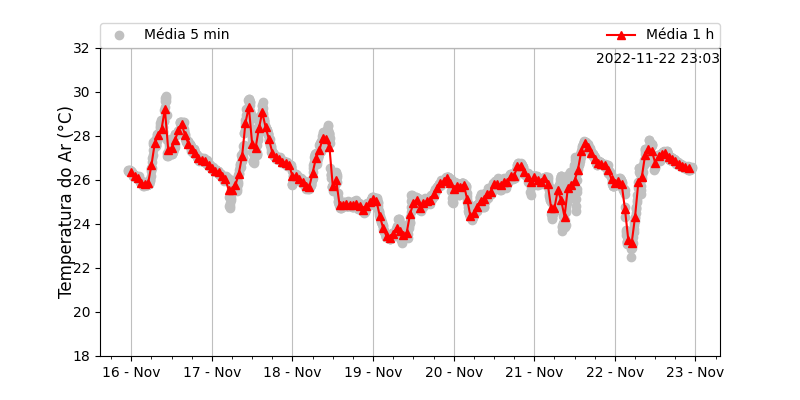 Média 5 min
Média 1 h
2022-11-22 23:03
Temperatura do Ar (°C)
32
30
28
26
24
22
20
18
16 - Nov
17 - Nov
18 - Nov
19 - Nov
20 - Nov
21 - Nov
22 - Nov
23 - Nov